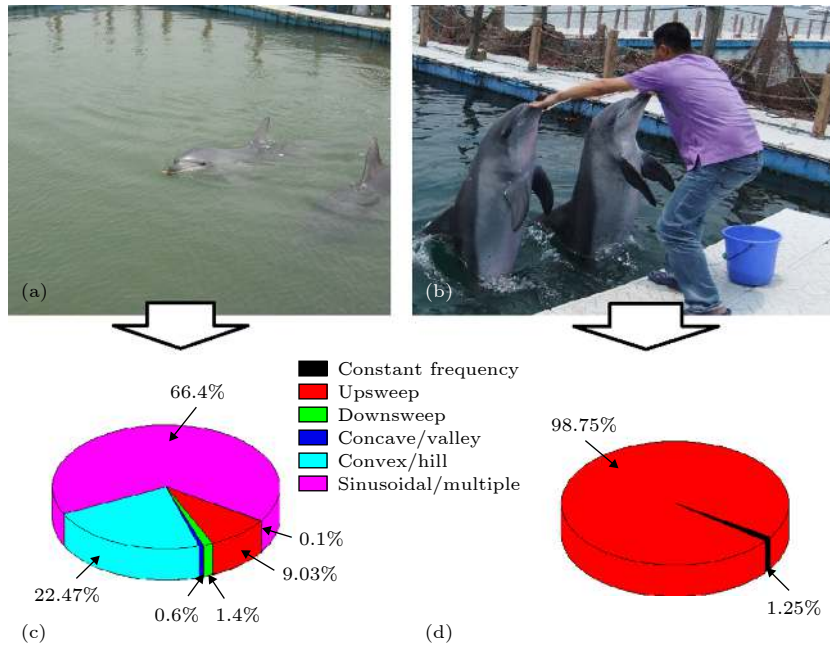 (a)
(b)
Constant frequency
Upsweep
Downsweep
Concave/valley
Convex/hill
Sinusoidal/multiple
66.4%
0.1%
9.03%
1.4%
0.6%
22.47%
98.75%
1.25%
(c)
(d)